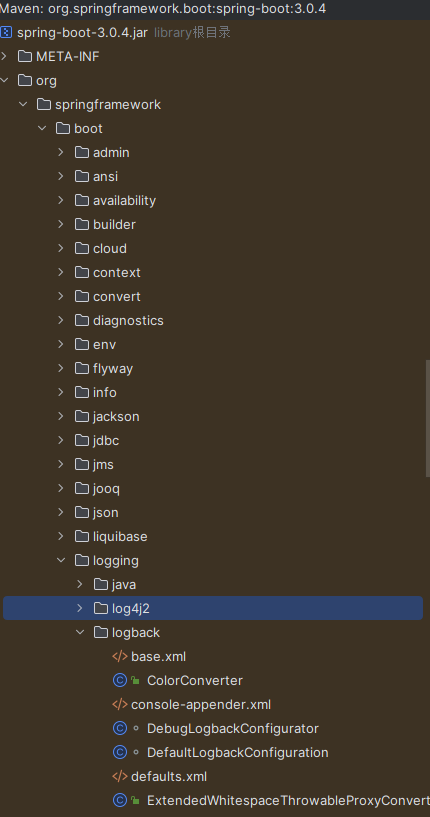 Maven: org.springframework.boot:spring-boot:3.0.4
spring-boot-3.0.4.jar library根目录
META-INF
org
springframework
boot
admin
ansi
availability
builder
cloud
context
convert
diagnostics
env
flyway
info
jackson
jdbc
jms
jooq
json
liquibase
logging
java
log4j2
logback
base.xml
ColorConverter
console-appender.xml
DebugLogbackConfigurator
DefaultLogbackConfiguration
defaults.xml
ExtendedWhitespaceThrowableProxyConvert